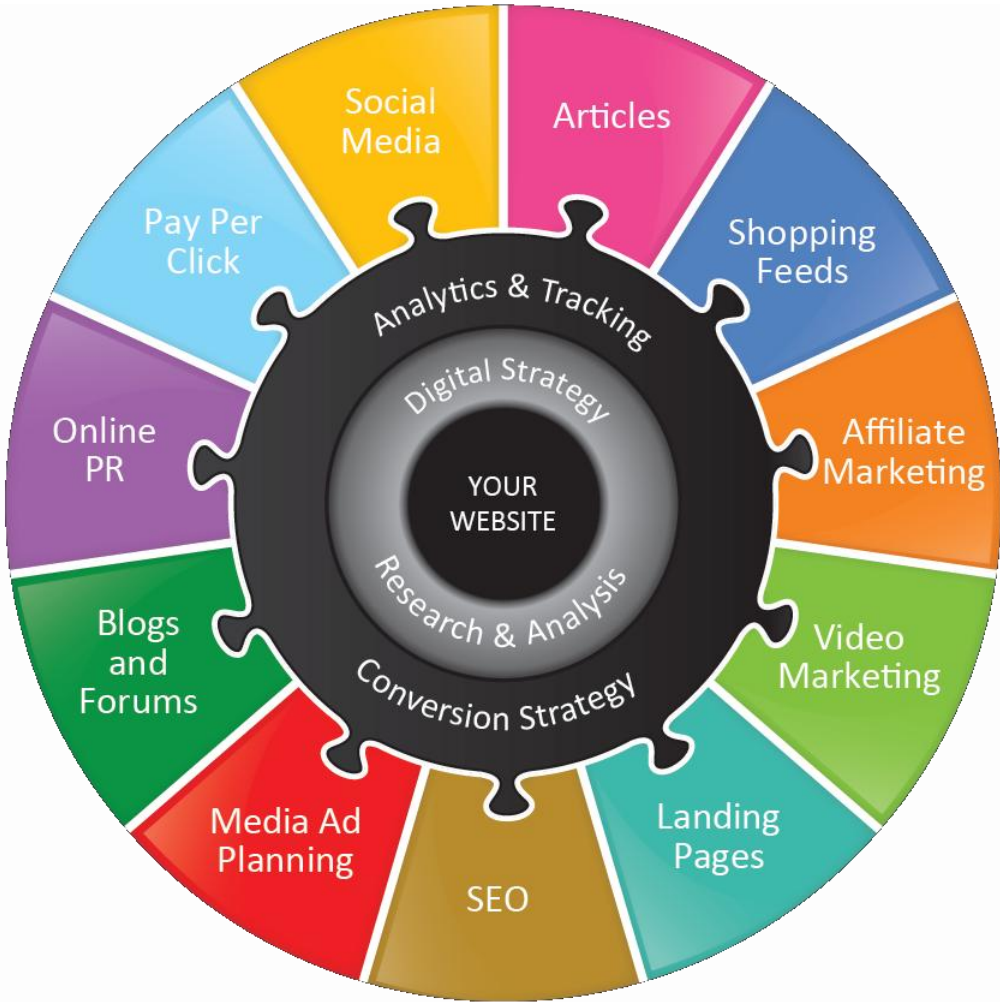 Social
Media
Articles
Shopping
Feeds
Affiliate
Marketing
Video
Marketing
Landing
Pages
SEO
Media Ad
Planning
Blogs
and
Forums
Online
PR
Pay Per
Click
Analytics & Tracking
Digital Strategy
YOUR
WEBSITE
Research & Analysis
Conversion Strategy